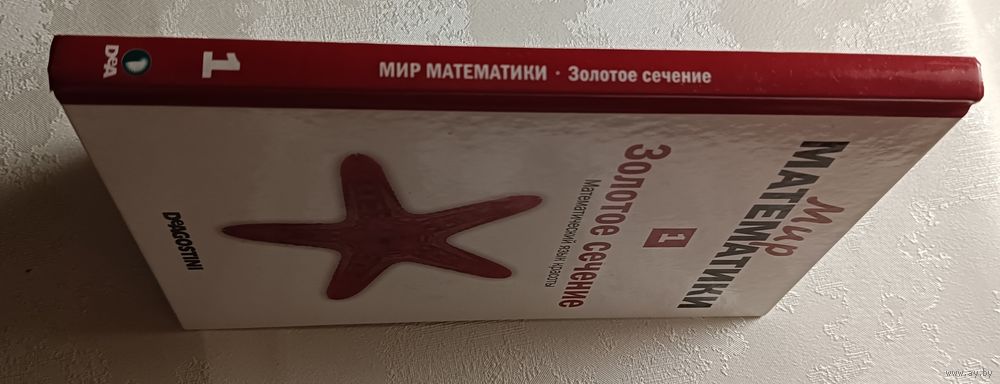 DeA
1
МИР МАТЕМАТИКИ · Золотое сечение
Мир
МАТЕМАТИКИ
1
Золотое сечение
Математический язык красоты
DeAGOSTINI
www.ay.by